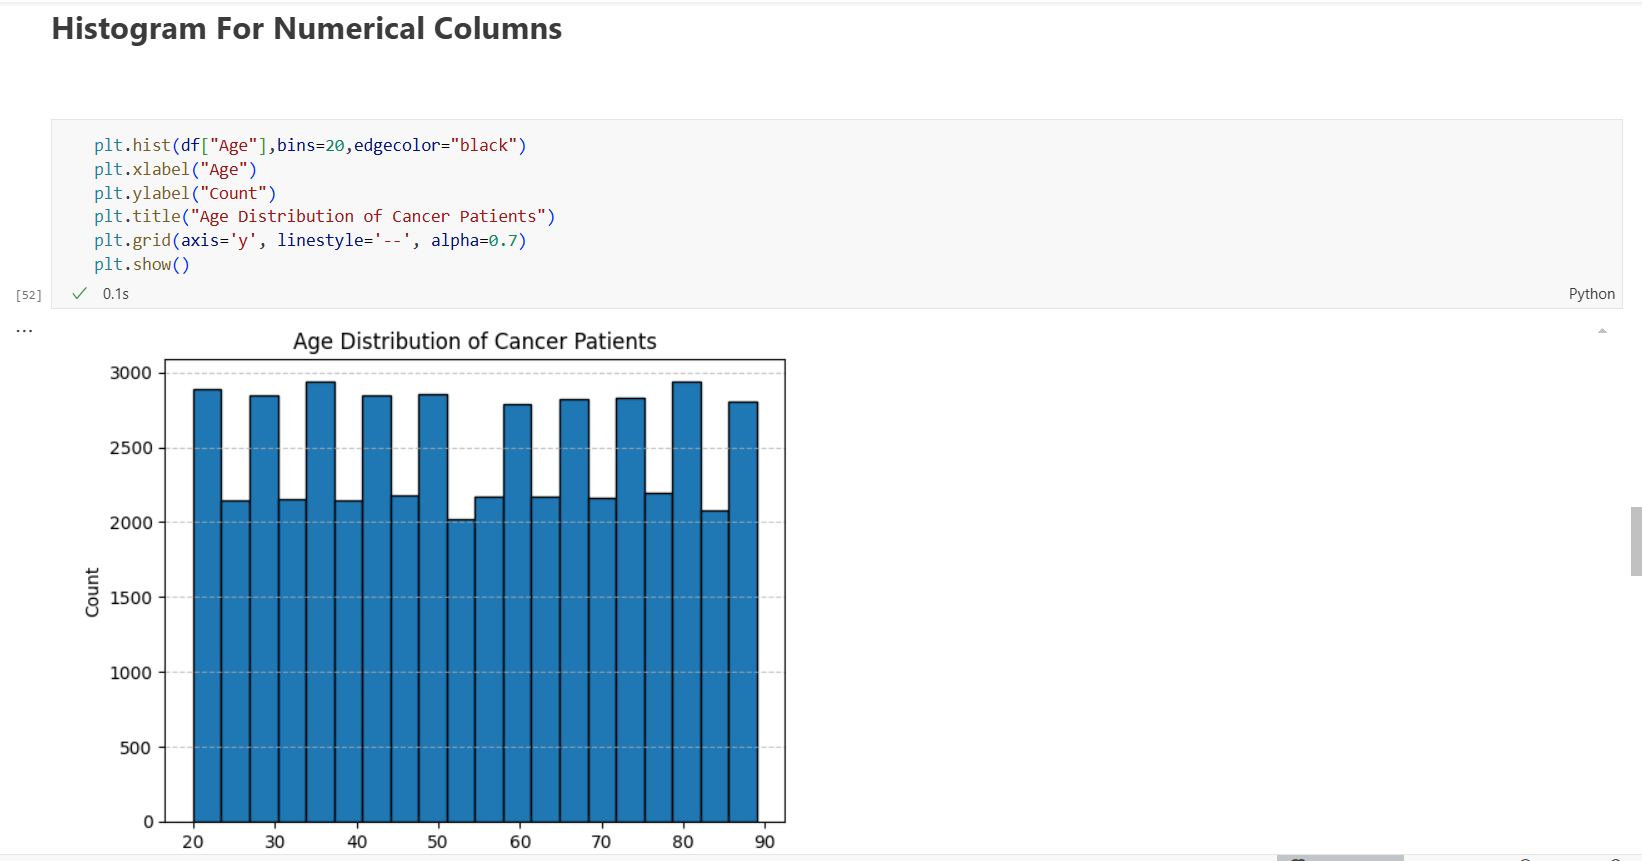 Histogram For Numerical Columns
plt.hist(df["Age"],bins=20,edgecolor="black")
plt.xlabel("Age")
plt.ylabel("Count")
plt.title("Age Distribution of Cancer Patients")
plt.grid(axis='y', linestyle='--', alpha=0.7)
plt.show()
[52]
0.1s
Python
...
Age Distribution of Cancer Patients
3000
2500
2000
1500
1000
500
0
Count
20 30 40 50 60 70 80 90